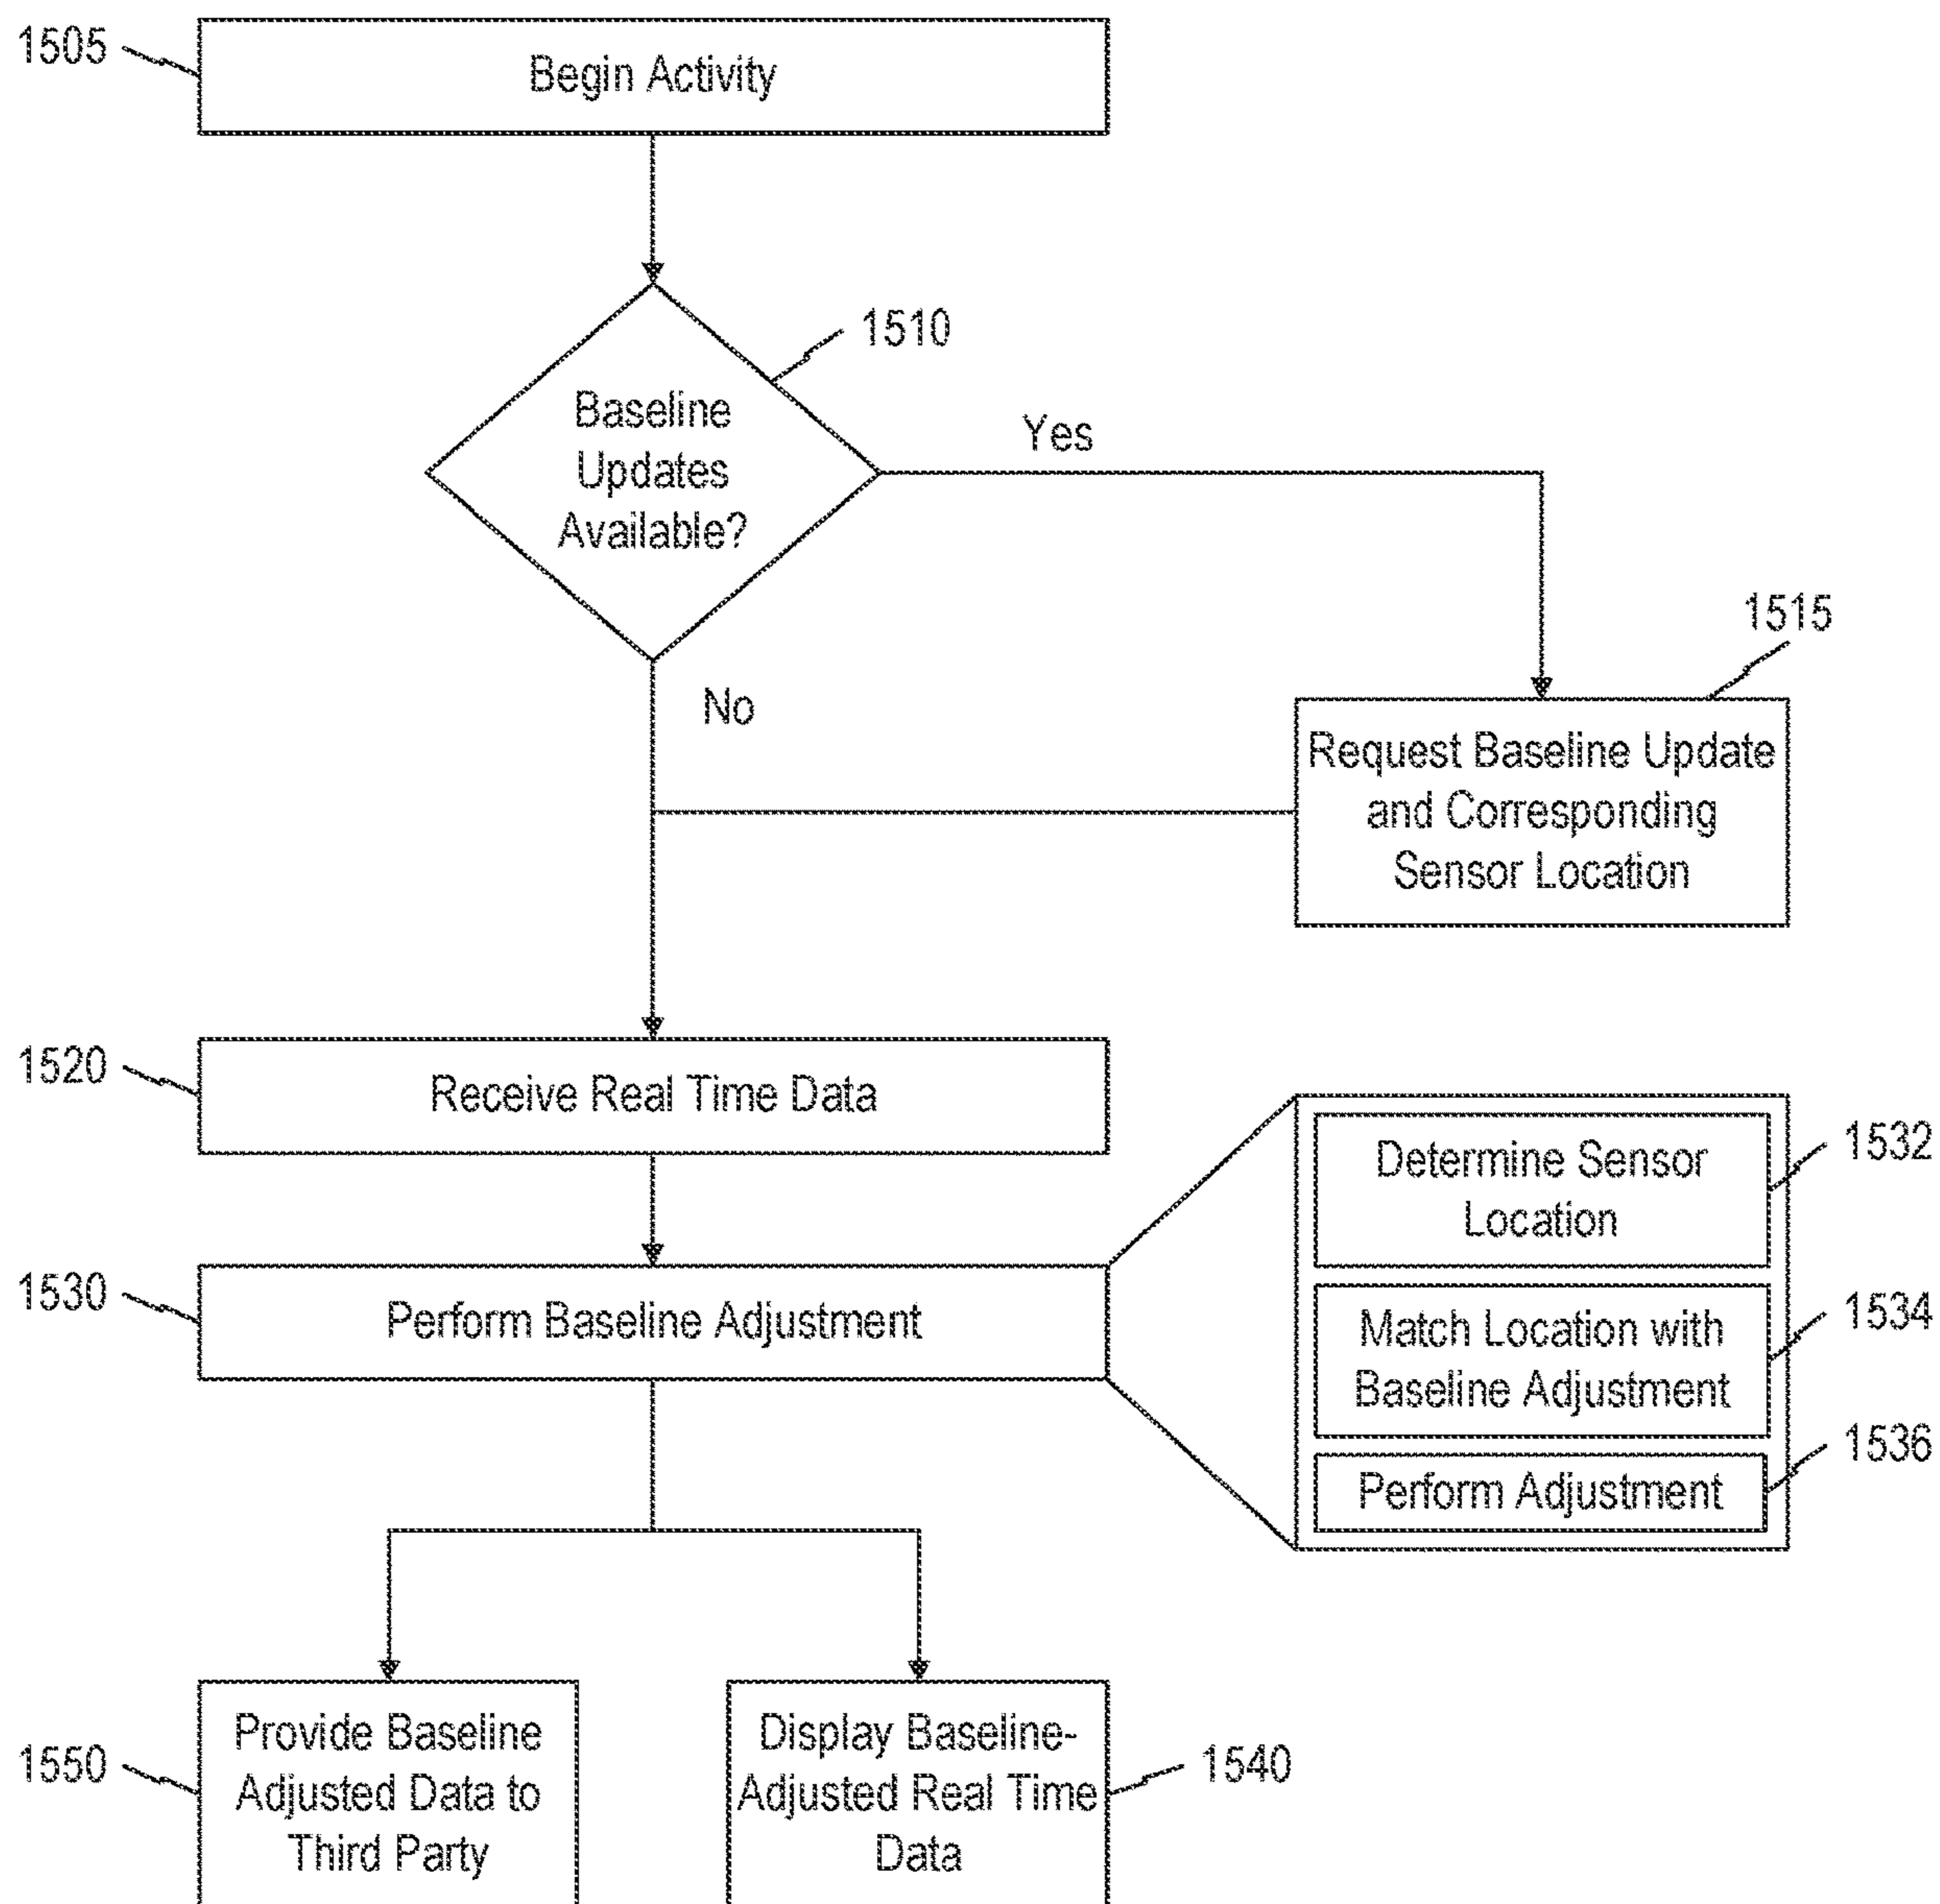 1505
Begin Activity
1510
Baseline
Updates
Available?
Yes
No
1515
Request Baseline Update
and Corresponding
Sensor Location
1520
Receive Real Time Data
1530
Perform Baseline Adjustment
1532
Determine Sensor
Location
1534
Match Location with
Baseline Adjustment
1536
Perform Adjustment
1550
Provide Baseline
Adjusted Data to
Third Party
Display Baseline-
Adjusted Real Time
Data
1540